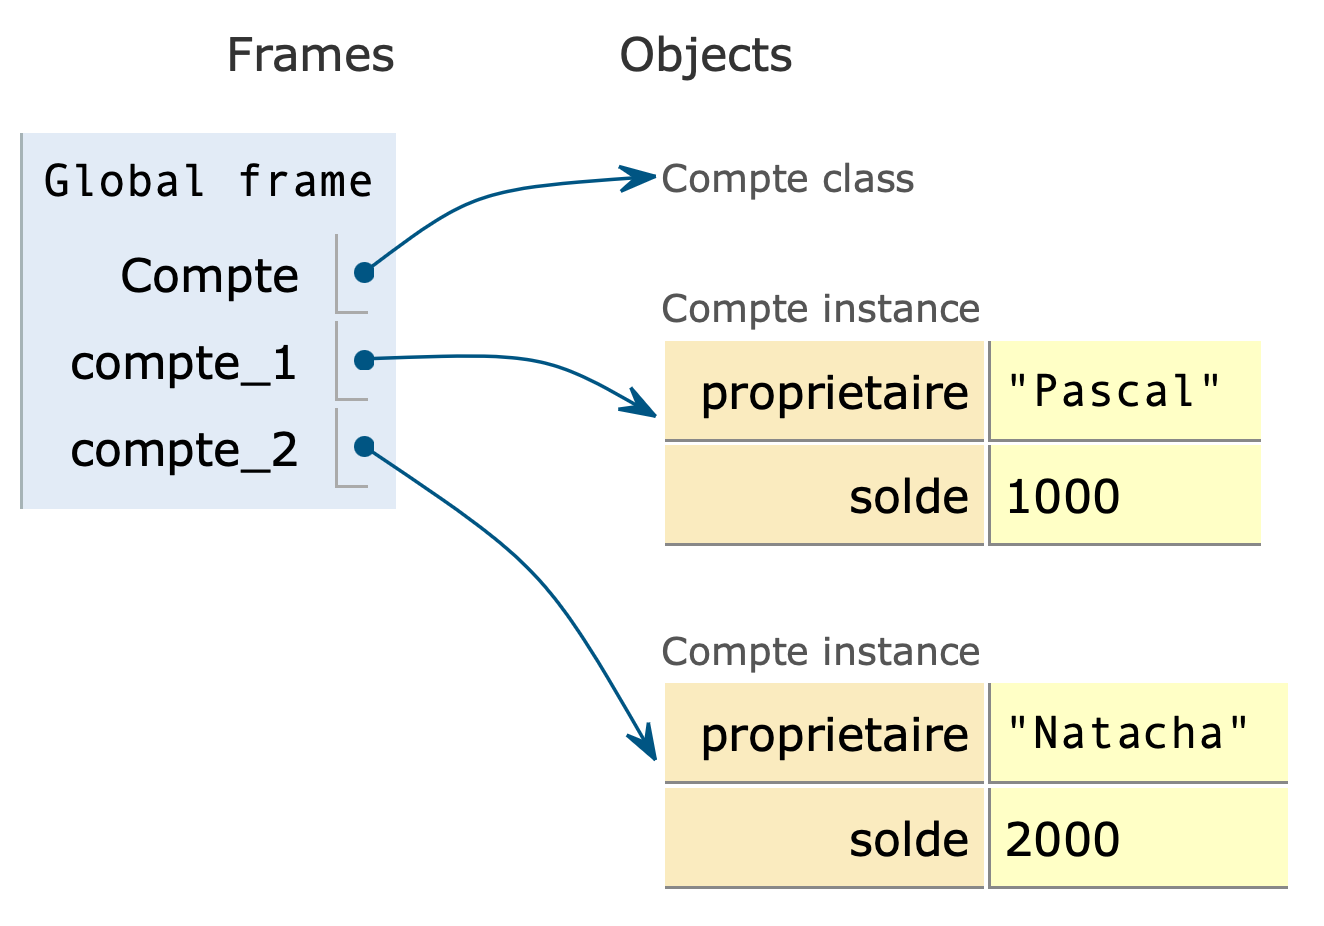 Frames
Objects
Global frame
Compte
compte_1
compte_2
Compte class
Compte instance
proprietaire "Pascal"
solde 1000
Compte instance
proprietaire "Natacha"
solde 2000